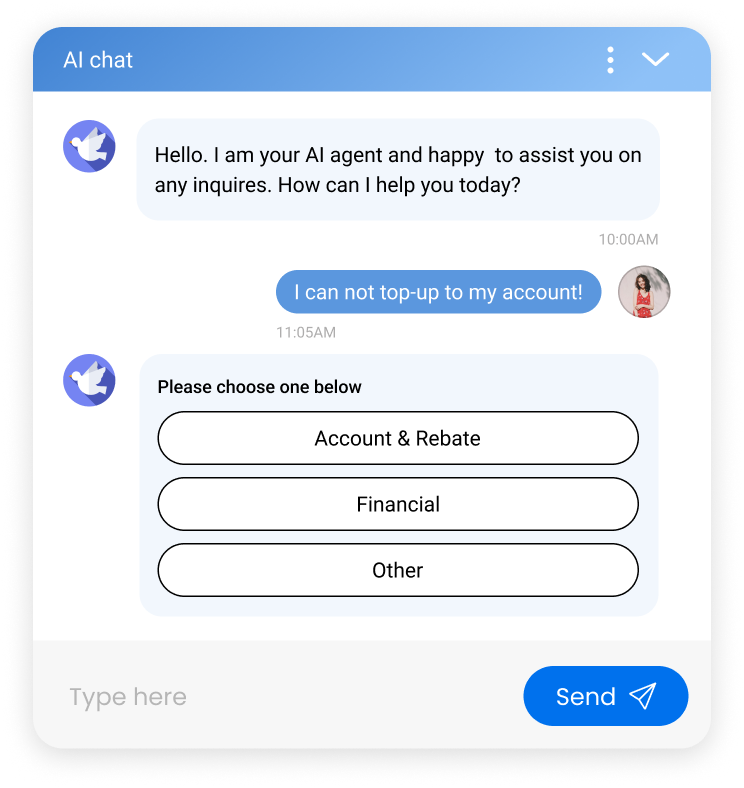 AI chat
Hello. I am your AI agent and happy  to assist you on
any inquires. How can I help you today?
10:00AM
I can not top-up to my account!
11:05AM
Please choose one below
Account & Rebate
Financial
Other
Type here
Send